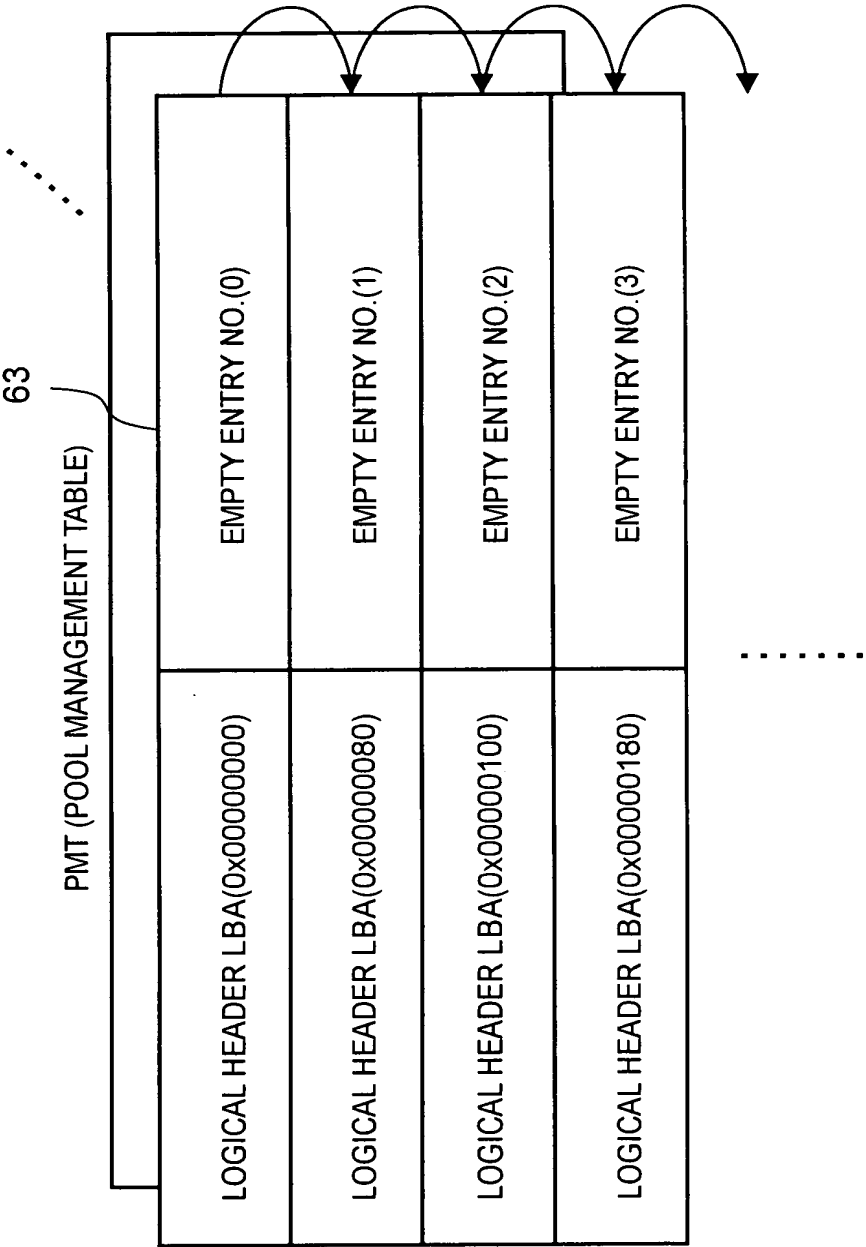 63
PMT (POOL MANAGEMENT TABLE)
LOGICAL HEADER LBA(0x00000000)
EMPTY ENTRY NO.(0)
LOGICAL HEADER LBA(0x00000080)
EMPTY ENTRY NO.(1)
LOGICAL HEADER LBA(0x00000100)
EMPTY ENTRY NO.(2)
LOGICAL HEADER LBA(0x00000180)
EMPTY ENTRY NO.(3)